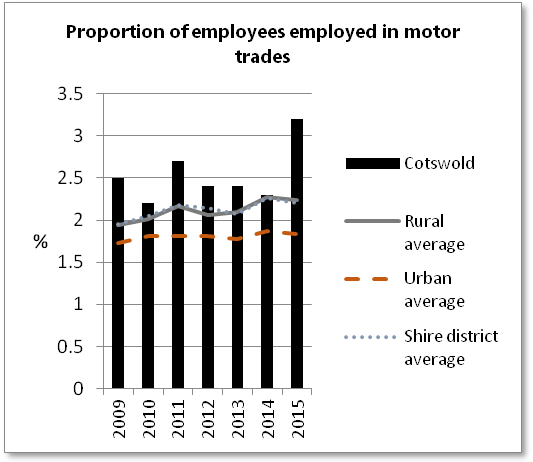 Proportion of employees employed in motor
trades
3.5
3
2.5
2
1.5
1
0.5
0
%
2009
2010
2011
2012
2013
2014
2015
Cotswold
Rural
average
Urban
average
Shire district
average